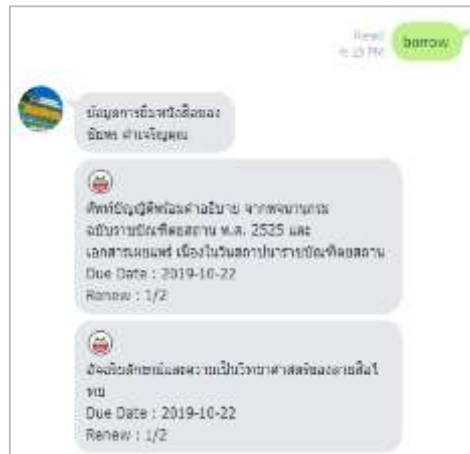 Read
borrow
PM
ข้อมูลการยืมหนังสือของ
ศัพท์บัญญัติพร้อมคำอธิบาย จากพจนานุกรม
ฉบับราชบัณฑิตยสถาน พ.ศ. 2525 และ
เอกสารเผยแพร่ เนื่องในวันสถาปนาราชบัณฑิตยสถาน
Due Date : 2019-10-22
Renew : 1/2
อัจฉริยลักษณ์และความเป็นวิทยาศาสตร์ของลายสือไ
ทย
Due Date : 2019-10-22
Renew : 1/2